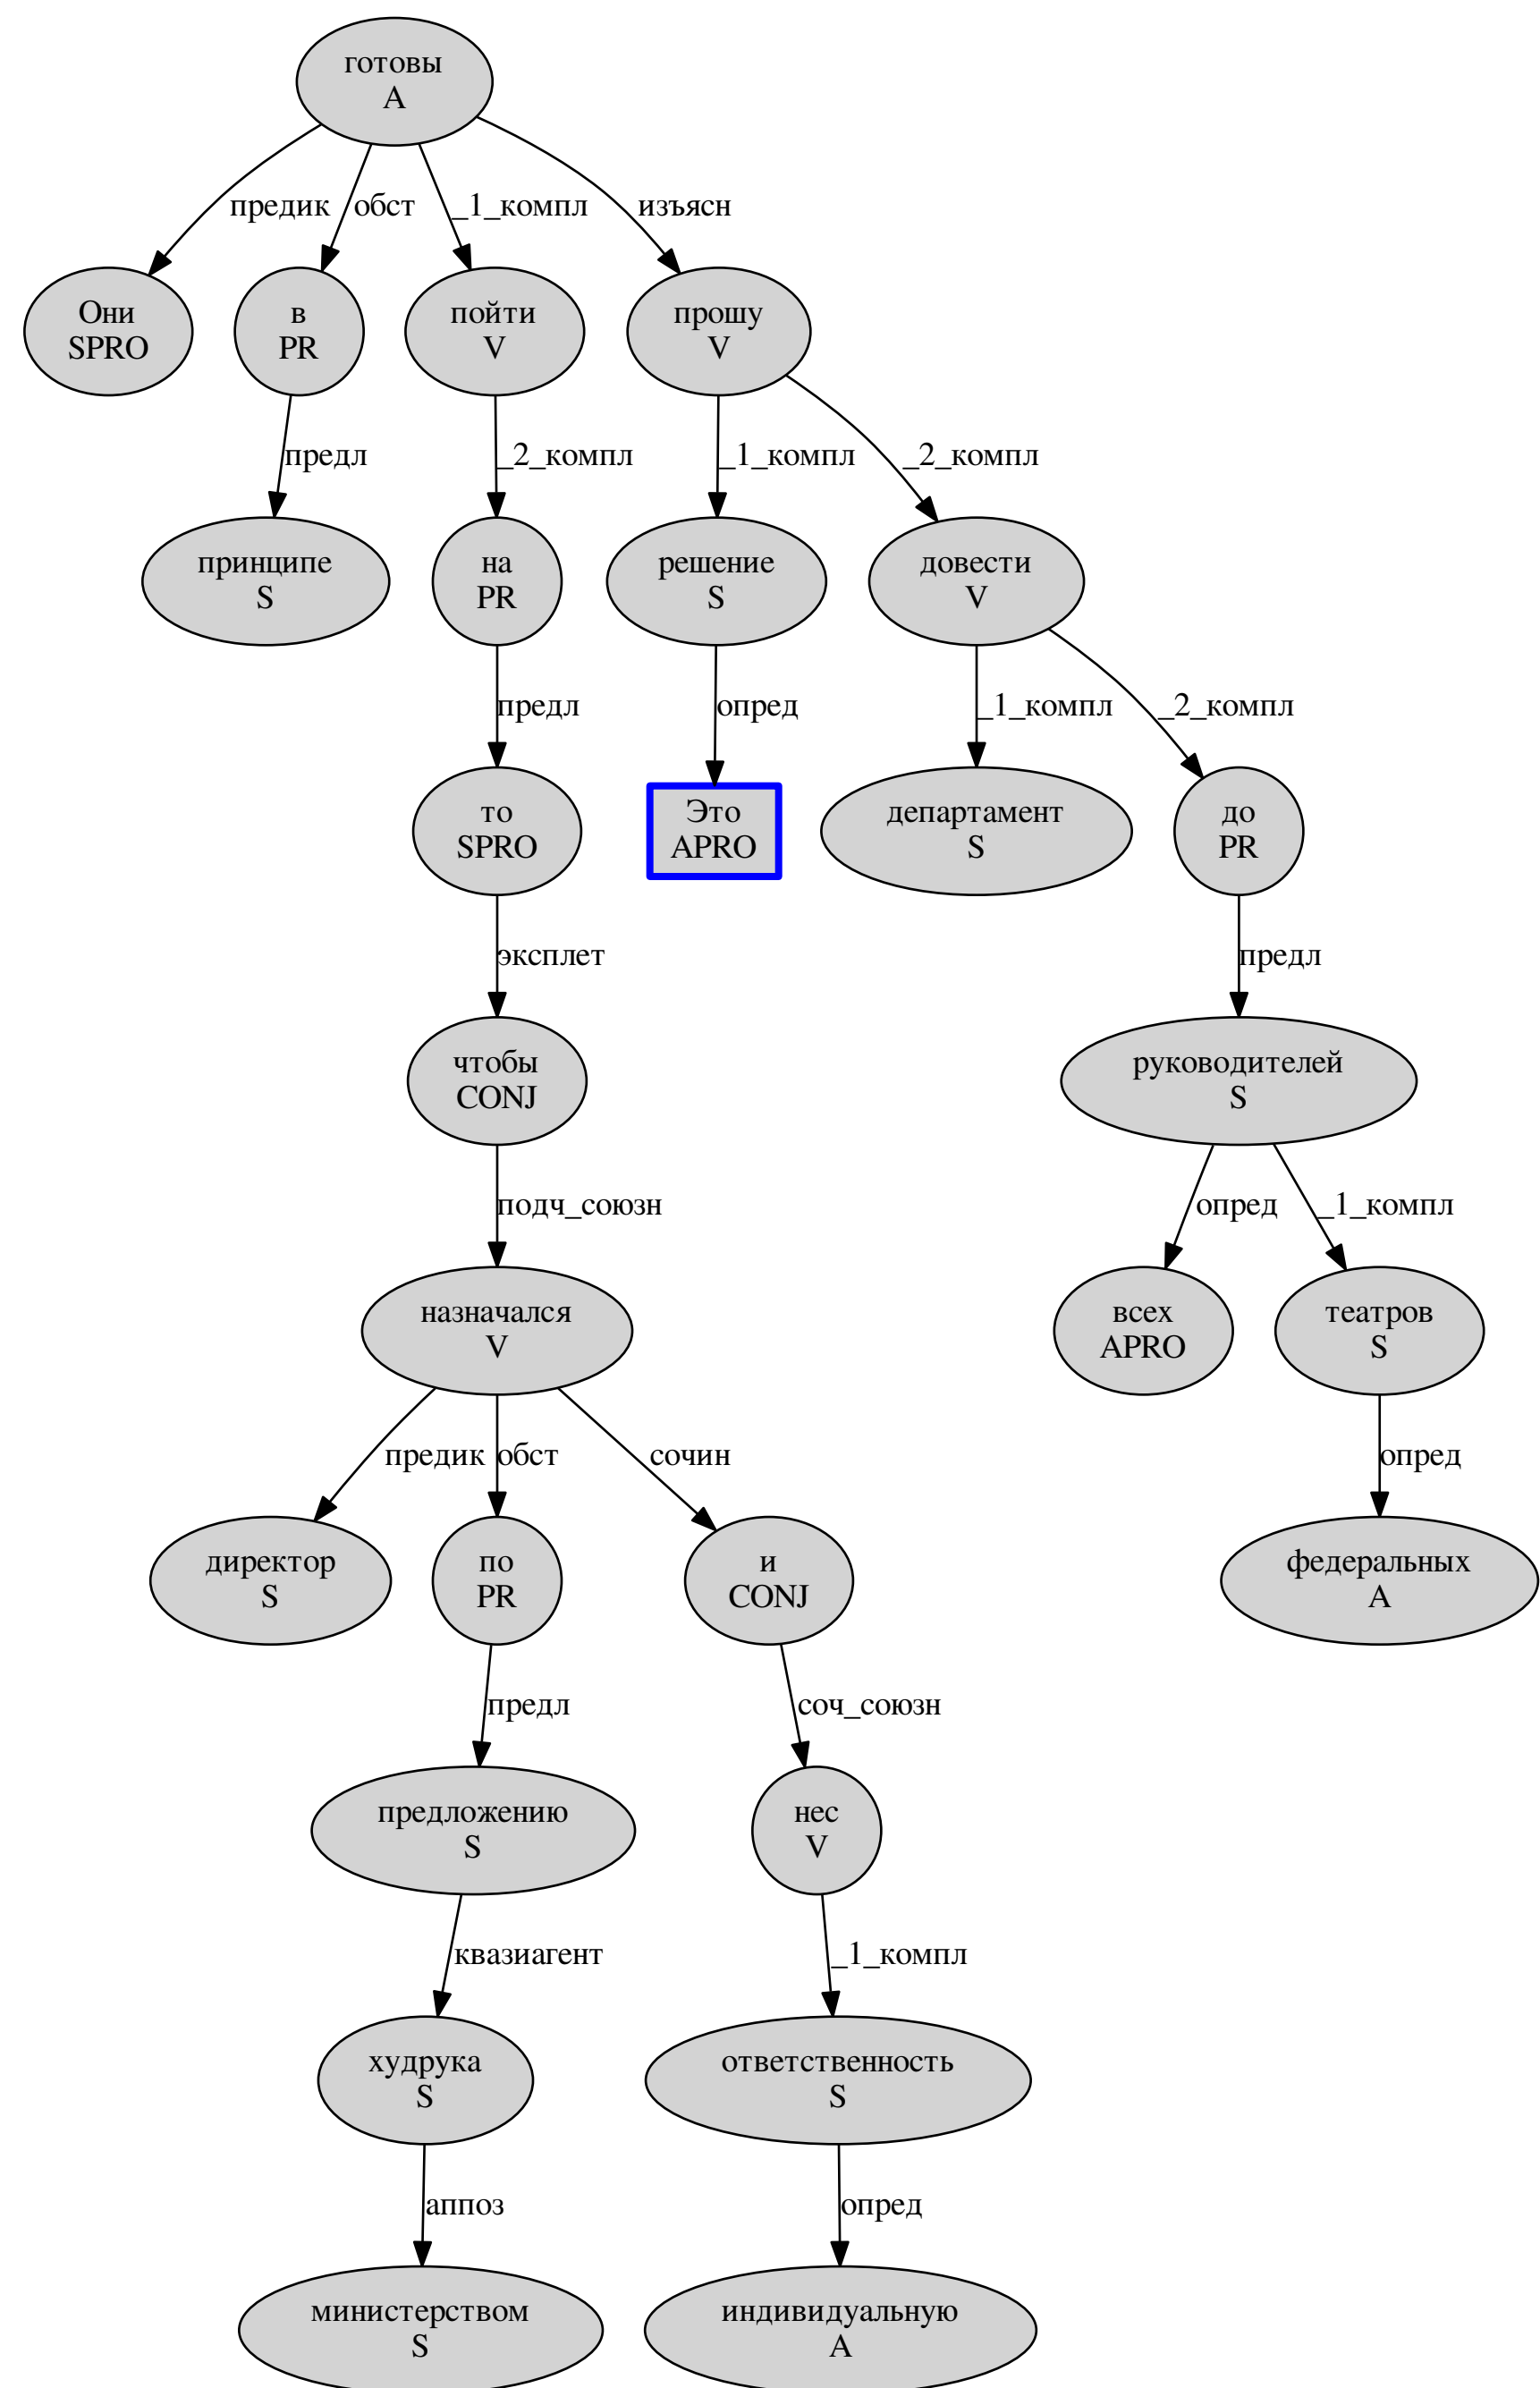 готовы
A
предик
обст
_1_компл
изъясн
Они
SPRO
в
PR
пойти
V
прошу
V
предл
_2_компл
_1_компл
_2_компл
принципе
S
на
PR
решение
S
довести
V
предл
опред
_1_компл
_2_компл
то
SPRO
Это
APRO
департамент
S
до
PR
эксплет
предл
чтобы
CONJ
руководителей
S
подч_союзн
опред
_1_компл
назначался
V
всех
APRO
театров
S
предик
обст
сочин
опред
директор
S
по
PR
и
CONJ
федеральных
A
предл
соч_союзн
предложению
S
нес
V
квазиагент
_1_компл
худрука
S
ответственность
S
аппоз
опред
министерством
S
индивидуальную
A